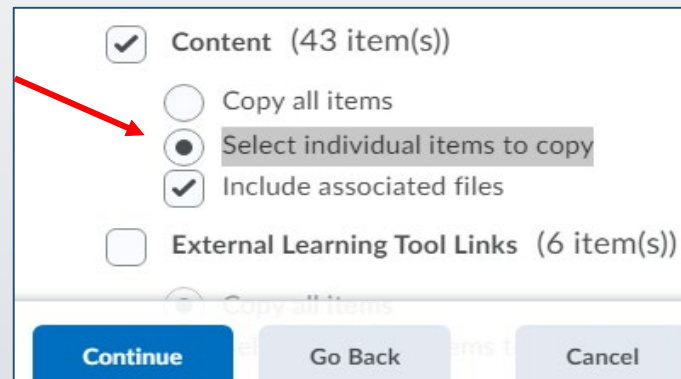 Content (43 item(s))
Copy all items
Select individual items to copy
Include associated files
External Learning Tool Links (6 item(s))
Copy all items
Continue
Go Back
Cancel